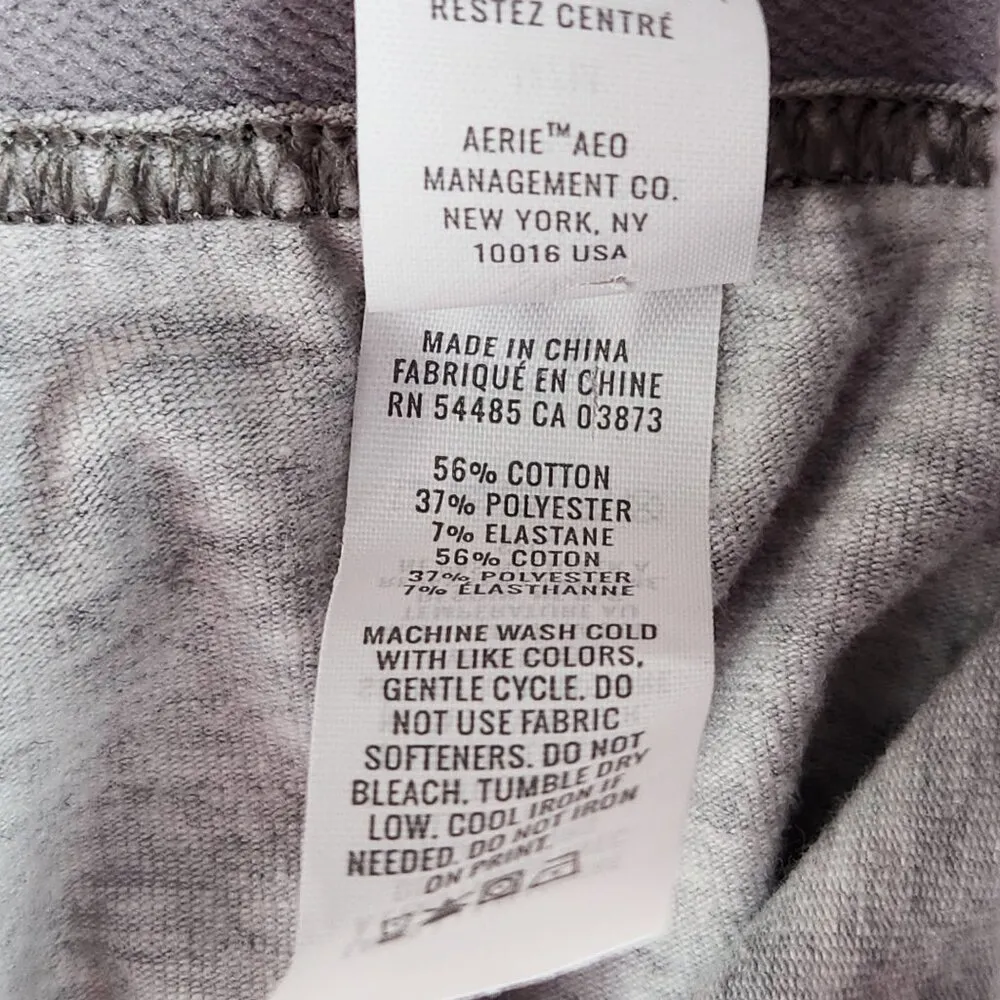 RESTEZ CENTRÉ
AERIE™ AEO
MANAGEMENT CO.
NEW YORK, NY
10016 USA
MADE IN CHINA
FABRIQUÉ EN CHINE
RN 54485 CA 03873
56% COTTON
37% POLYESTER
7% ELASTANE
56% COTON
37% POLYESTER
7% ÉLASTHANNE
MACHINE WASH COLD
WITH LIKE COLORS,
GENTLE CYCLE. DO
NOT USE FABRIC
SOFTENERS. DO NOT
BLEACH. TUMBLE DRY
LOW. COOL IRON IF
NEEDED. DO NOT IRON
ON PRINT.